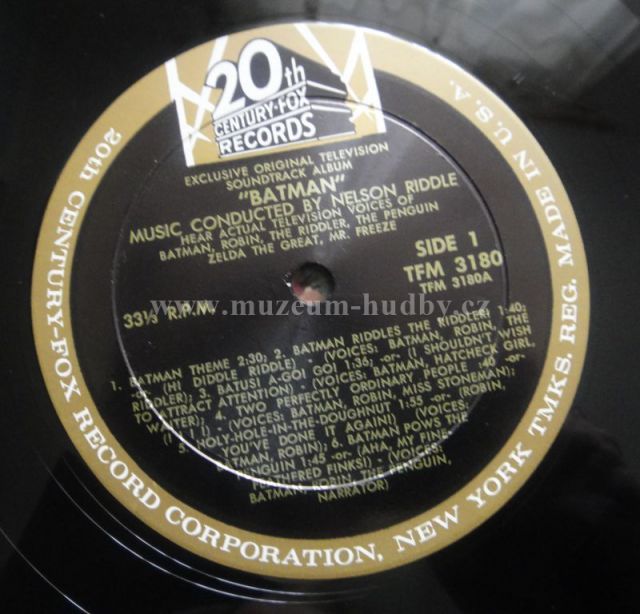 20th
CENTURY-FOX
RECORDS
EXCLUSIVE ORIGINAL TELEVISION
SOUNDTRACK ALBUM
"BATMAN"
MUSIC CONDUCTED BY NELSON RIDDLE
HEAR ACTUAL TELEVISION VOICES OF
BATMAN, ROBIN, THE RIDDLER, THE PENGUIN
ZELDA THE GREAT, MR. FREEZE
SIDE 1
TFM 3180
TFM 3180A
33⅓ R.P.M.
www.muzeum-hudby.cz
1. BATMAN THEME 2:30; 2. BATMAN RIDDLES THE RIDDLER! 1:40;
-or- (HI DIDDLE RIDDLE) - (VOICES: BATMAN, ROBIN, THE
RIDDLER); 3. BATUSI A-GO! GO! 1:36; -or- (I SHOULDN'T WISH
TO ATTRACT ATTENTION) - (VOICES: BATMAN, HATCHECK GIRL,
WAITER); 4. TWO PERFECTLY ORDINARY PEOPLE :40 -or-
(! ! !) - (VOICES: BATMAN, ROBIN, MISS STONEMAN);
5. HOLY-HOLE-IN-THE-DOUGHNUT 1:55 -or- (ROBIN,
YOU'VE DONE IT AGAIN!) (VOICES:
BATMAN, ROBIN); 6. BATMAN POWS THE
PENGUIN 1:45 -or- (AHA, MY FINE
FEATHERED FINKS!) - (VOICES:
BATMAN, ROBIN, THE PENGUIN,
NARRATOR)
20th CENTURY-FOX RECORD CORPORATION, NEW YORK TMKS. REG. MADE IN U.S.A.